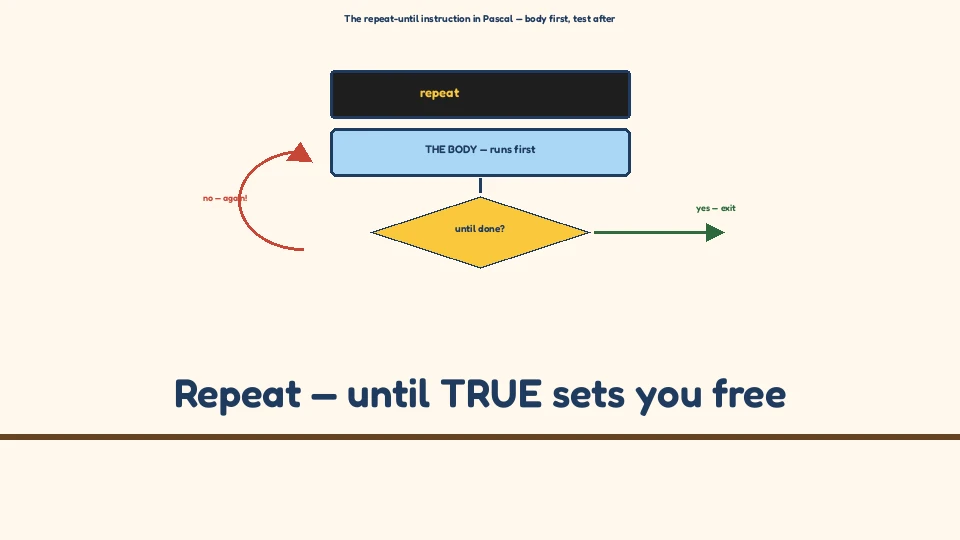 The repeat-until instruction in Pascal — body first, test after
repeat
THE BODY — runs first
no — again!
yes — exit
until done?
Repeat — until TRUE sets you free